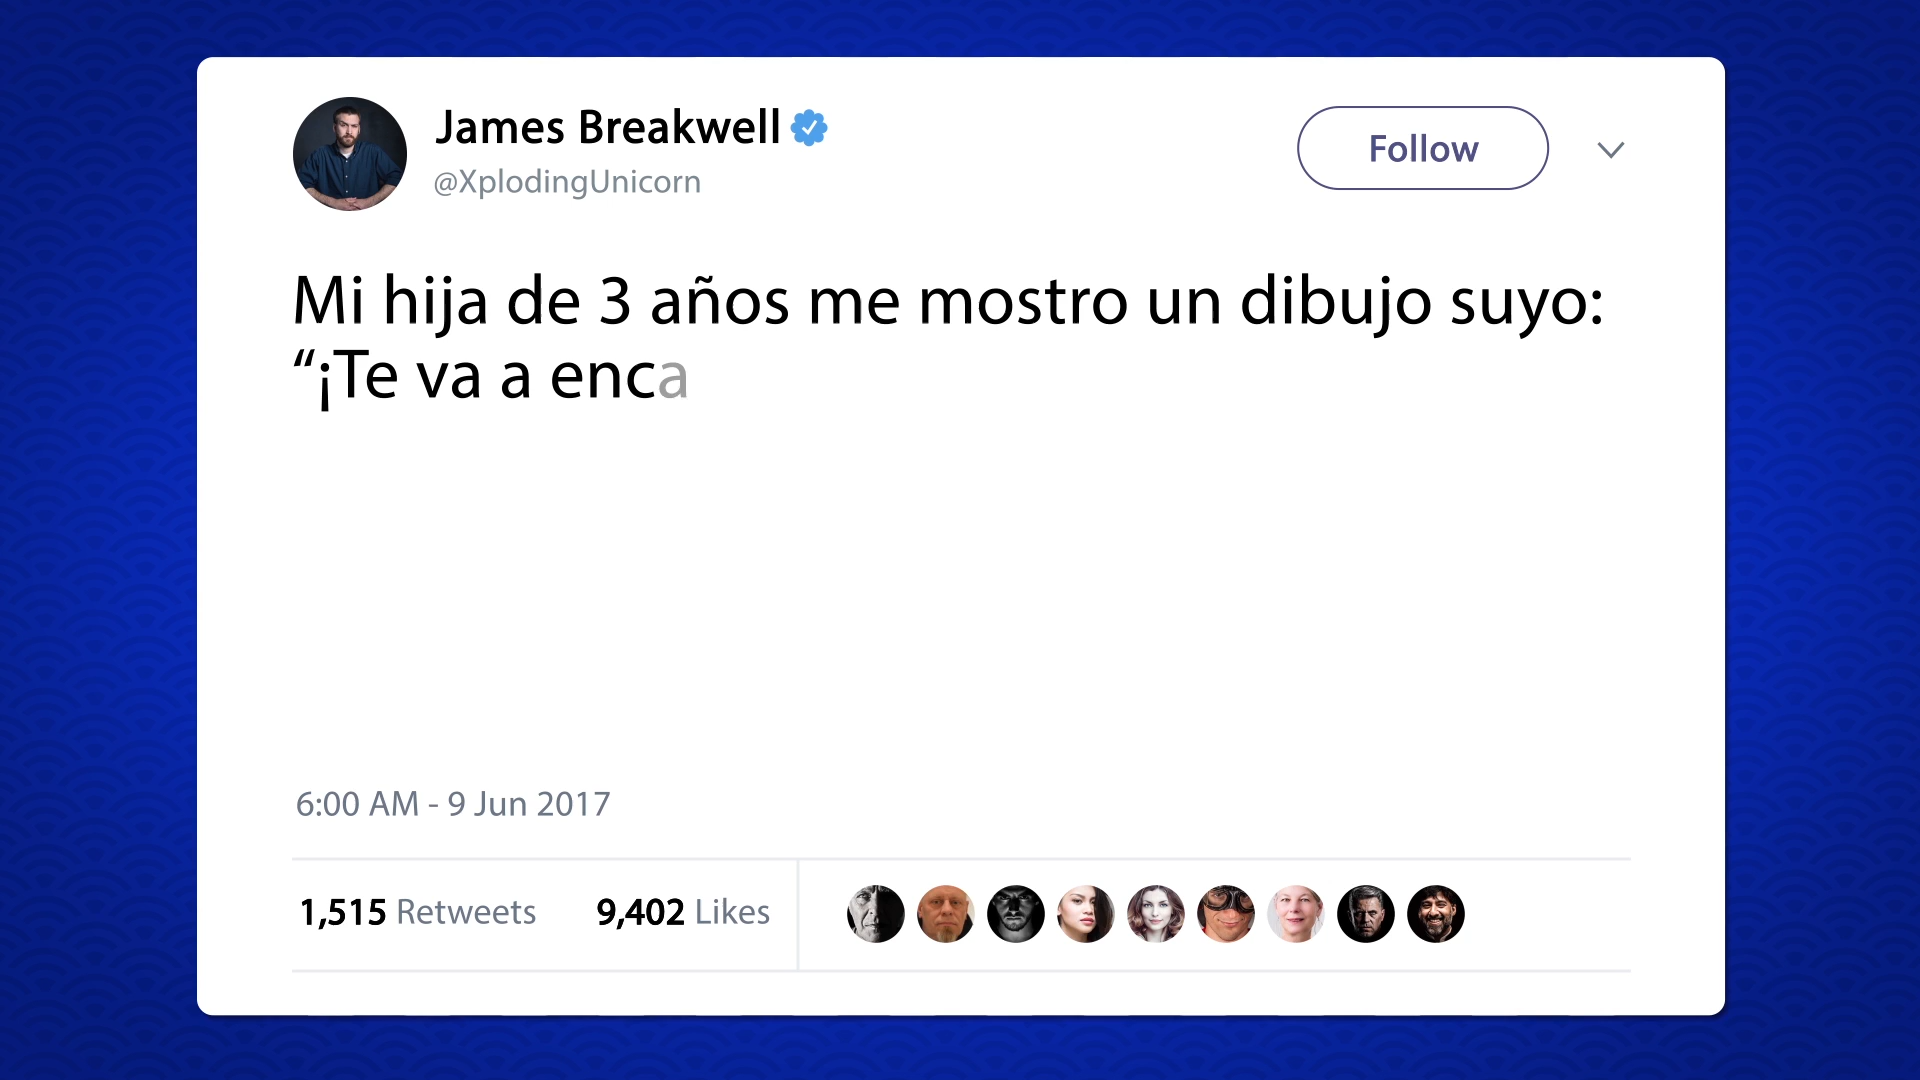 James Breakwell
@XplodingUnicorn
Follow
Mi hija de 3 años me mostro un dibujo suyo:
“¡Te va a enca
6:00 AM - 9 Jun 2017
1,515 Retweets 9,402 Likes